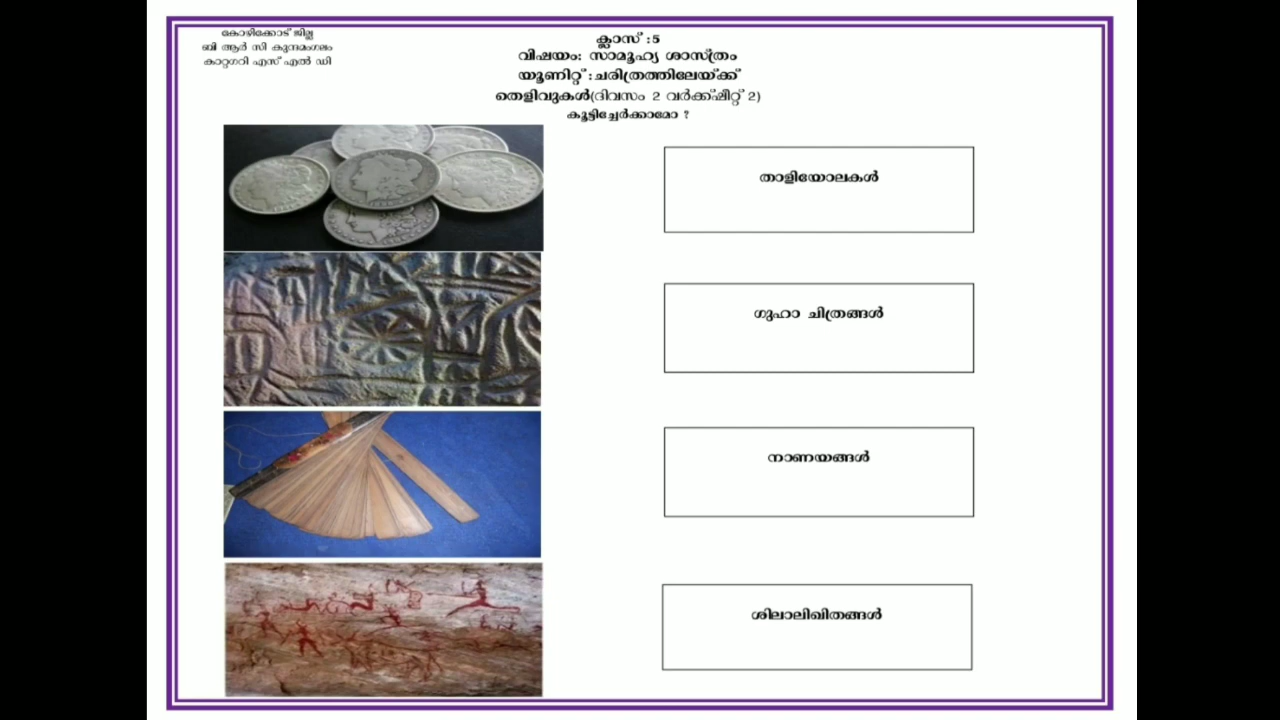 കോഴിക്കോട് ജില്ല
ബി ആർ സി കുന്ദമംഗലം
കാറ്റഗറി എസ് എൽ ഡി
ക്ലാസ് :5
വിഷയം: സാമൂഹ്യ ശാസ്ത്രം
യൂണിറ്റ് :ചരിത്രത്തിലേയ്ക്ക്
തെളിവുകൾ(ദിവസം 2 വർക്ക്ഷീറ്റ് 2)
കൂട്ടിച്ചേർക്കാമോ ?
താളിയോലകൾ
ഗുഹാ ചിത്രങ്ങൾ
നാണയങ്ങൾ
ശിലാലിഖിതങ്ങൾ